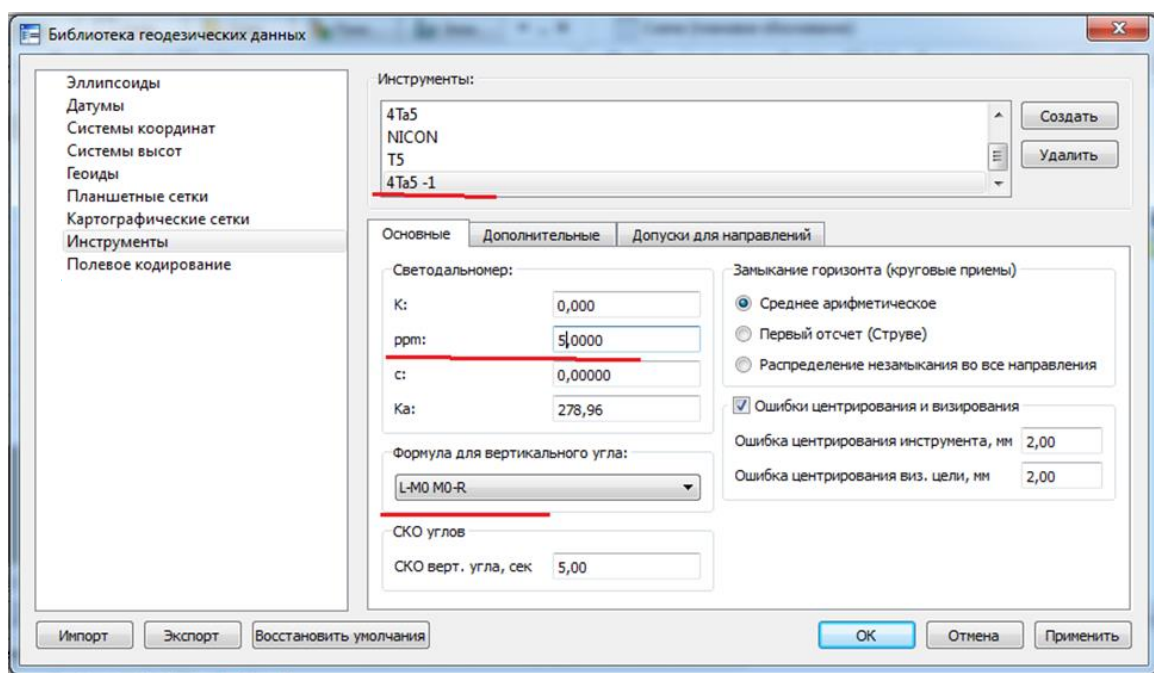 Библиотека геодезических данных
Эллипсоиды
Датумы
Системы координат
Системы высот
Геоиды
Планшетные сетки
Картографические сетки
Инструменты
Полевое кодирование
Инструменты:
4Ta5
NICON
T5
4Ta5 -1
Создать
Удалить
Основные
Дополнительные
Допуски для направлений
Светодальномер:
K: 0,000
ppm: 5,0000
c: 0,00000
Ka: 278,96
Формула для вертикального угла:
L-M0 M0-R
СКО углов
СКО верт. угла, сек 5,00
Замыкание горизонта (круговые приемы)
Среднее арифметическое
Первый отсчет (Струве)
Распределение незамыкания во все направления
Ошибки центрирования и визирования
Ошибка центрирования инструмента, мм 2,00
Ошибка центрирования виз. цели, мм 2,00
Импорт
Экспорт
Восстановить умолчания
OK
Отмена
Применить